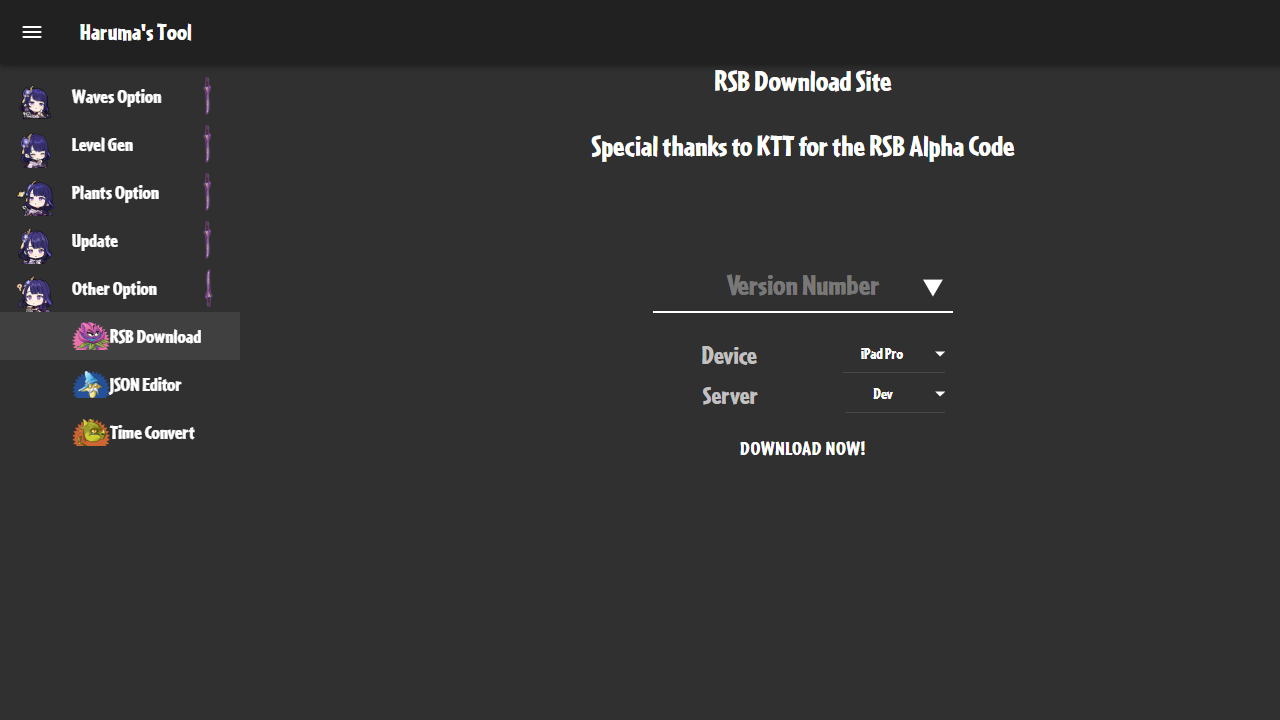 Haruma's Tool
Waves Option
Level Gen
Plants Option
Update
Other Option
RSB Download
JSON Editor
Time Convert
RSB Download Site
Special thanks to KTT for the RSB Alpha Code
Version Number
Device
iPad Pro
Server
Dev
DOWNLOAD NOW!